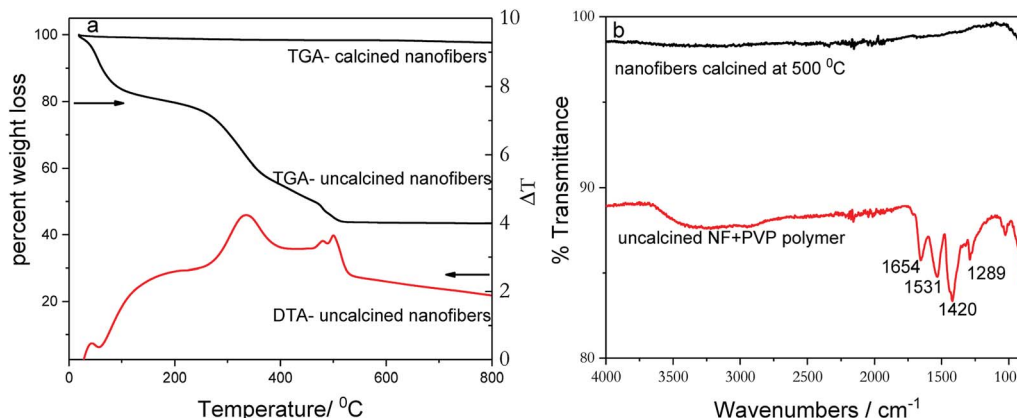 a
100
80
60
40
20
0
200
400
600
800
10
8
6
4
2
0
percent weight loss
ΔT
Temperature/ ⁰C
TGA- calcined nanofibers
TGA- uncalcined nanofibers
DTA- uncalcined nanofibers
b
100
90
80
% Transmittance
nanofibers calcined at 500 ⁰C
uncalcined NF+PVP polymer
1654
1531
1420
1289
4000
3500
3000
2500
2000
1500
Wavenumbers / cm⁻¹